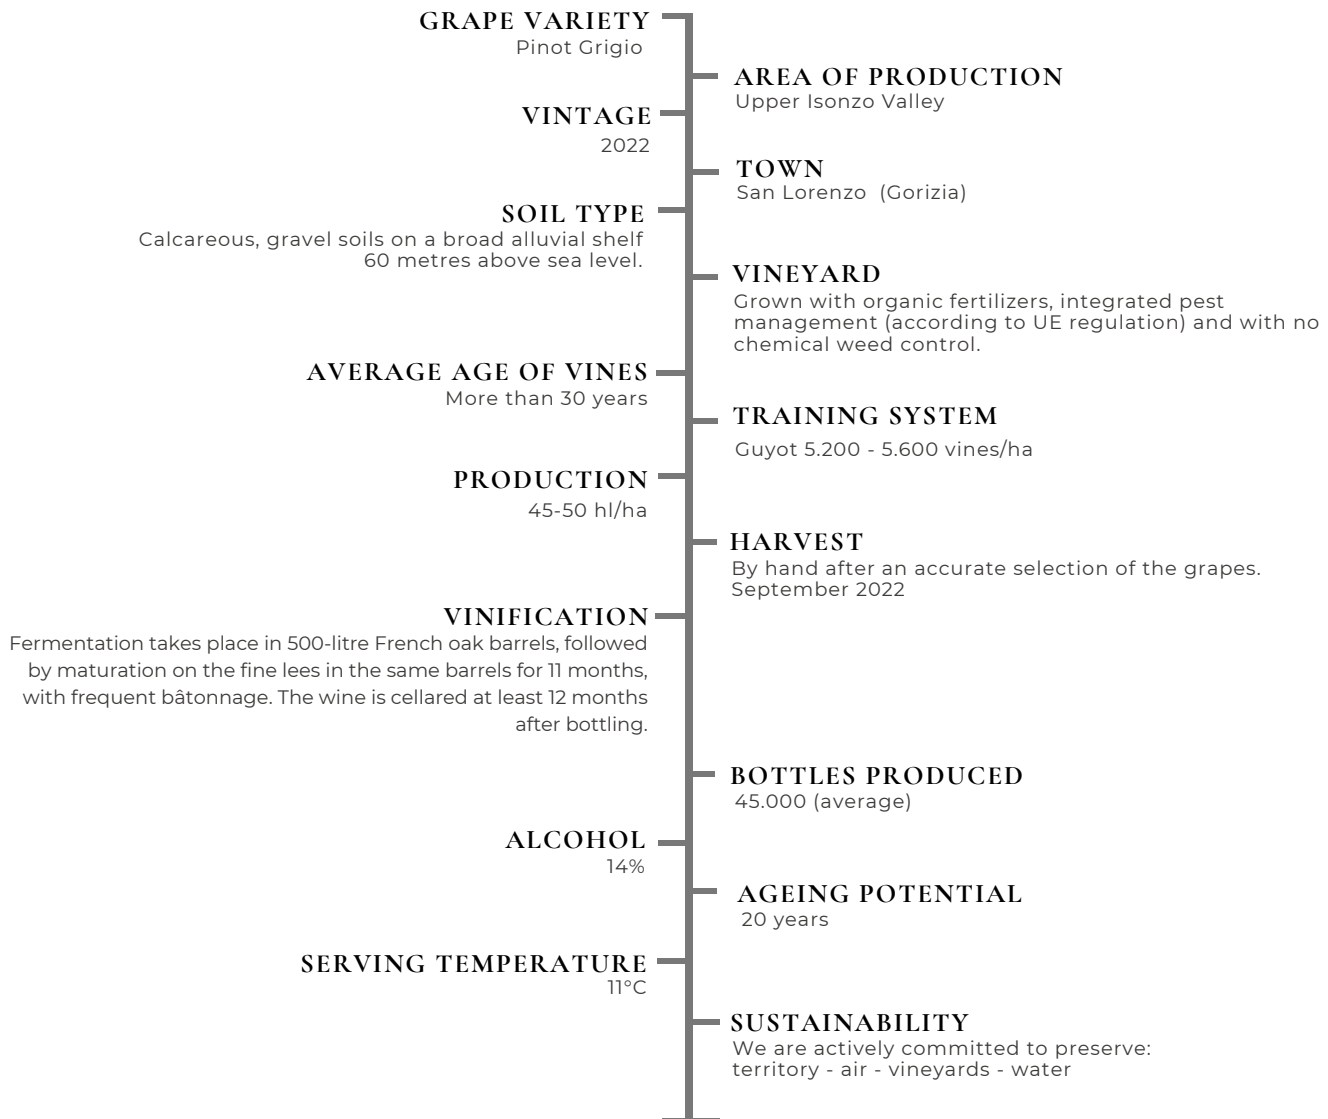 GRAPE VARIETY
Pinot Grigio
AREA OF PRODUCTION
Upper Isonzo Valley
VINTAGE
2022
TOWN
San Lorenzo (Gorizia)
SOIL TYPE
Calcareous, gravel soils on a broad alluvial shelf
60 metres above sea level.
VINEYARD
Grown with organic fertilizers, integrated pest
management (according to UE regulation) and with no
chemical weed control.
AVERAGE AGE OF VINES
More than 30 years
TRAINING SYSTEM
Guyot 5.200 - 5.600 vines/ha
PRODUCTION
45-50 hl/ha
HARVEST
By hand after an accurate selection of the grapes.
September 2022
VINIFICATION
Fermentation takes place in 500-litre French oak barrels, followed
by maturation on the fine lees in the same barrels for 11 months,
with frequent bâtonnage. The wine is cellared at least 12 months
after bottling.
BOTTLES PRODUCED
45.000 (average)
ALCOHOL
14%
AGEING POTENTIAL
20 years
SERVING TEMPERATURE
11°C
SUSTAINABILITY
We are actively committed to preserve:
territory - air - vineyards - water